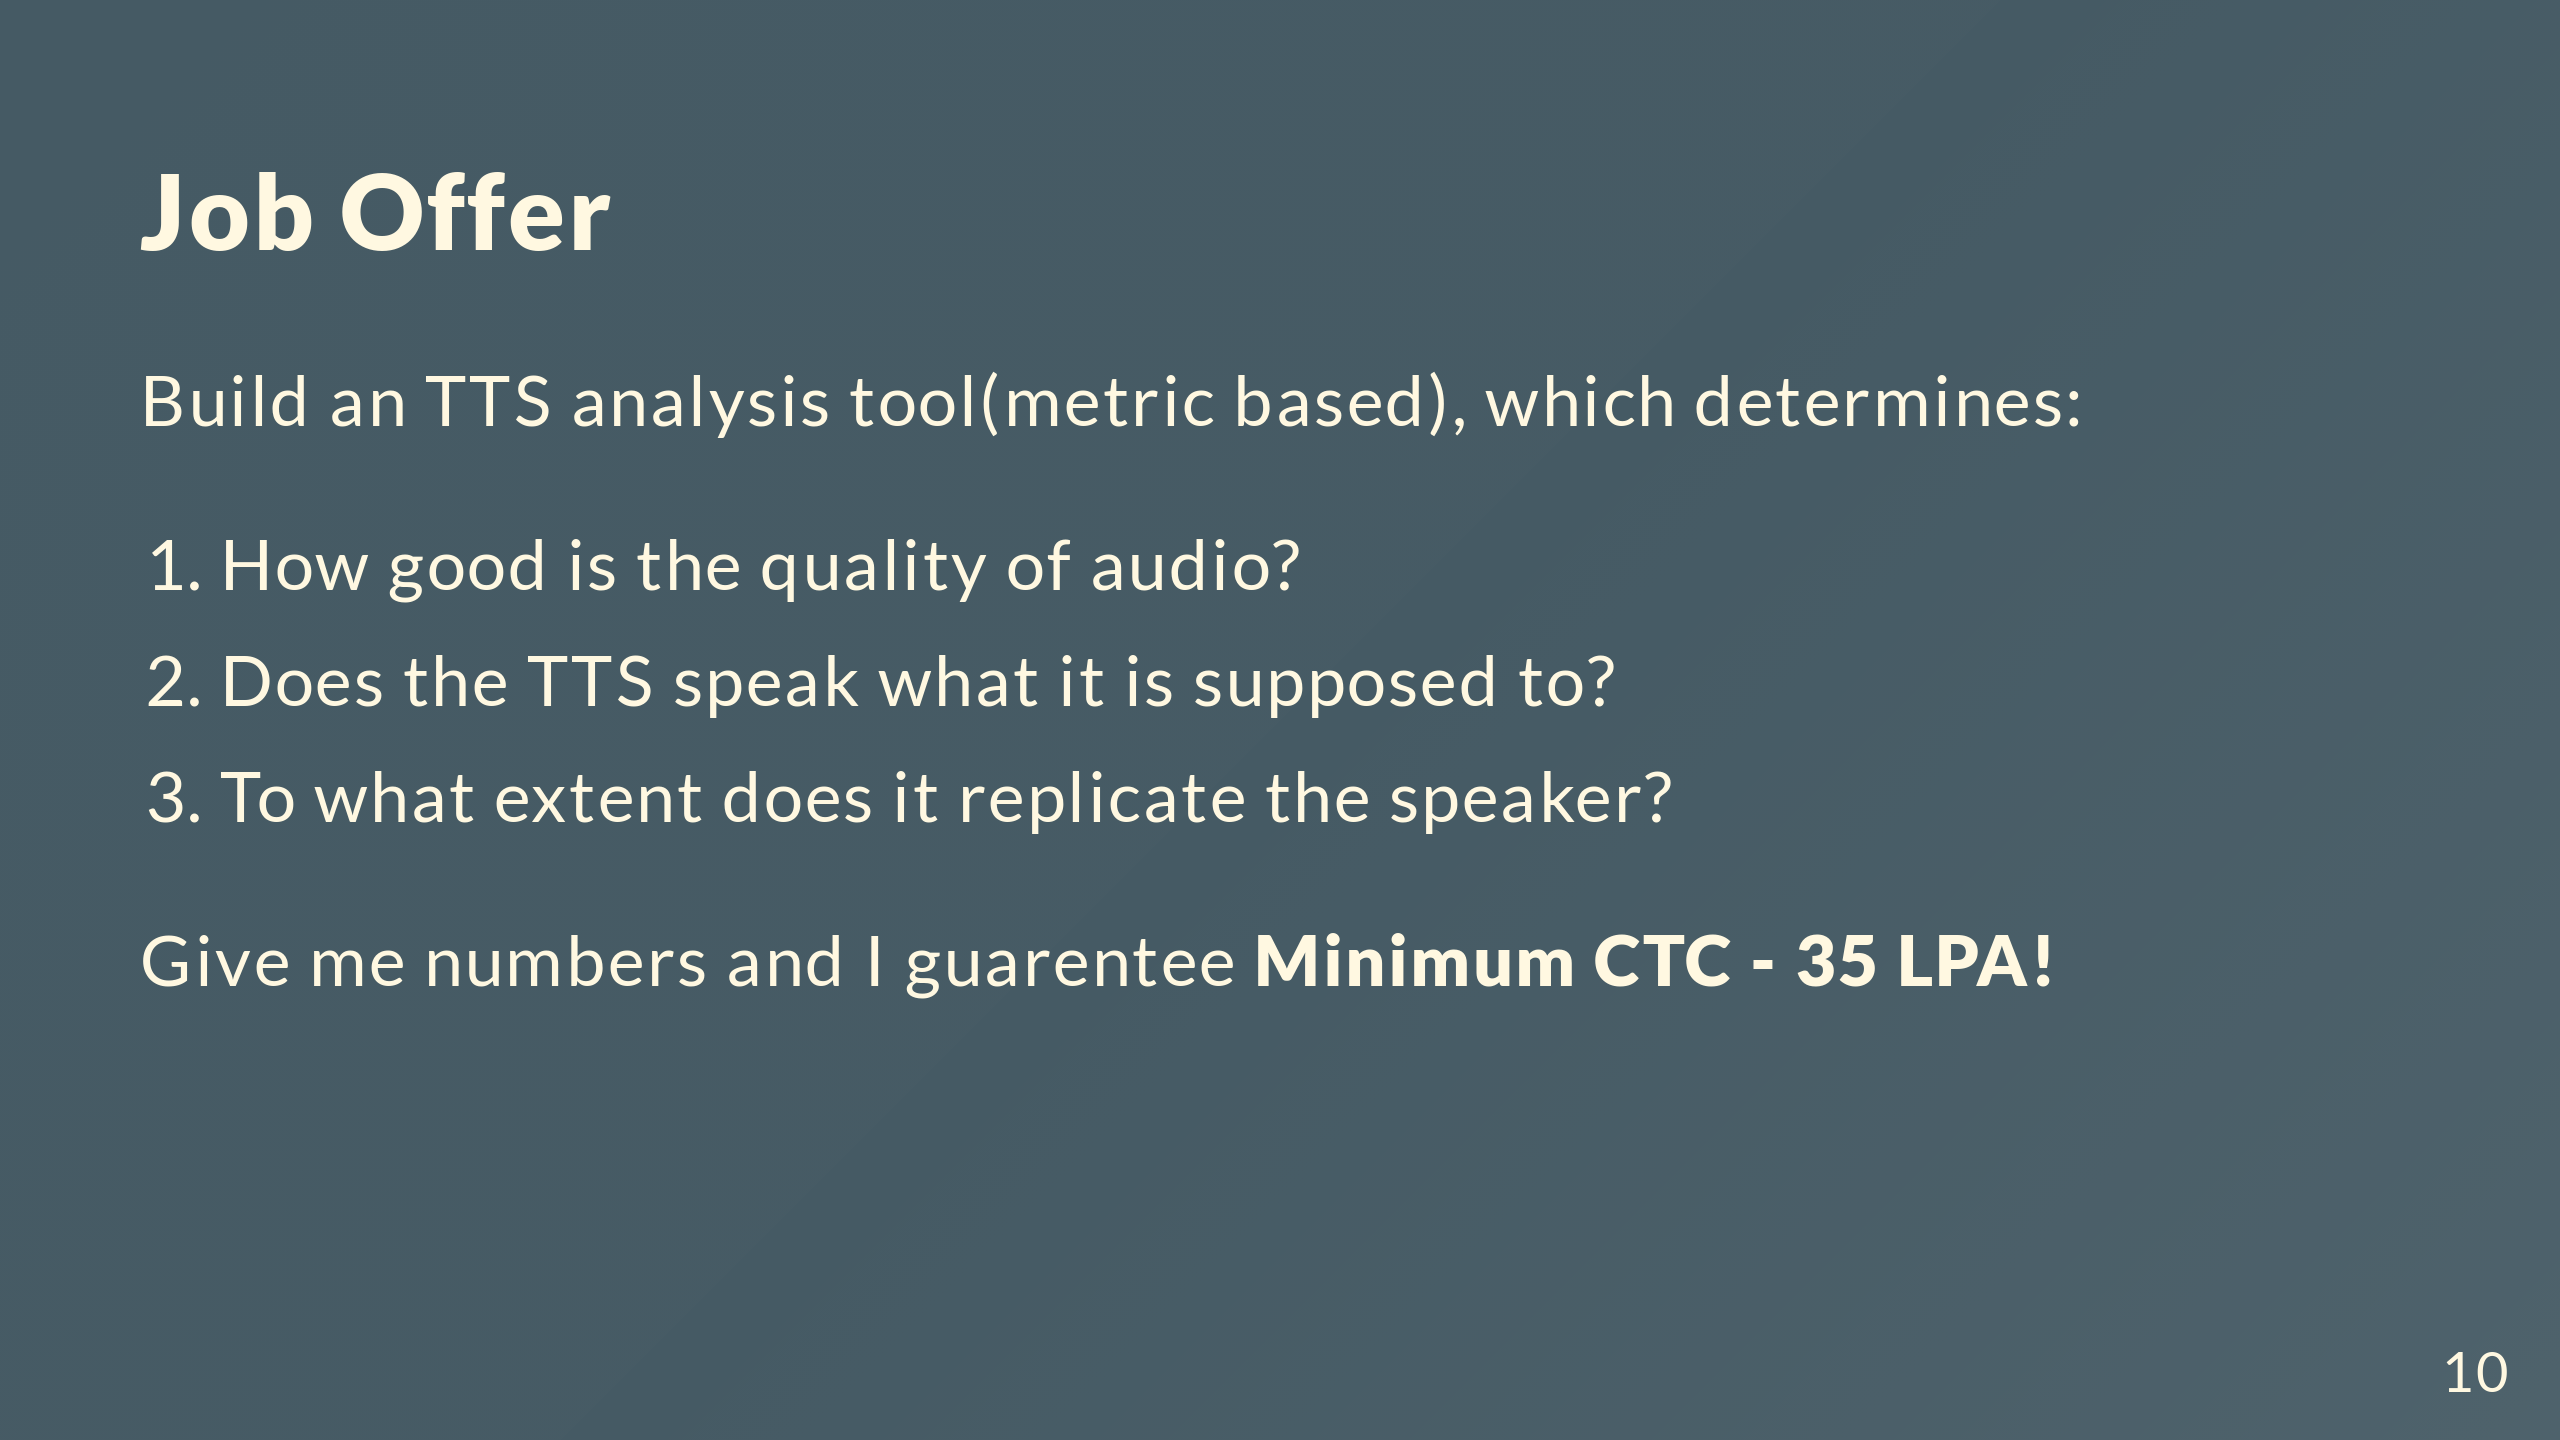 Job Offer
Build an TTS analysis tool(metric based), which determines:
1. How good is the quality of audio?
2. Does the TTS speak what it is supposed to?
3. To what extent does it replicate the speaker?
Give me numbers and I guarentee Minimum CTC - 35 LPA!
10